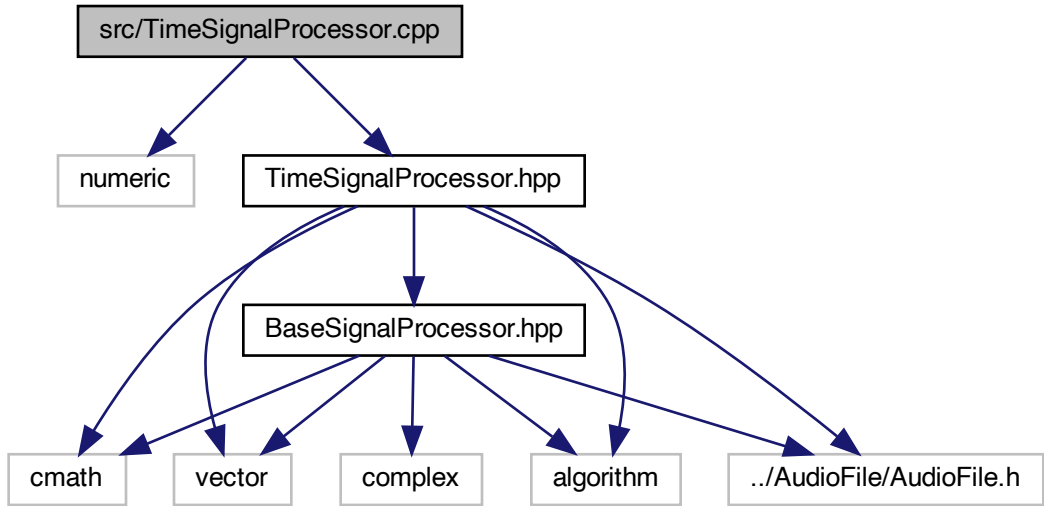 src/TimeSignalProcessor.cpp
numeric
TimeSignalProcessor.hpp
BaseSignalProcessor.hpp
cmath
vector
complex
algorithm
../AudioFile/AudioFile.h